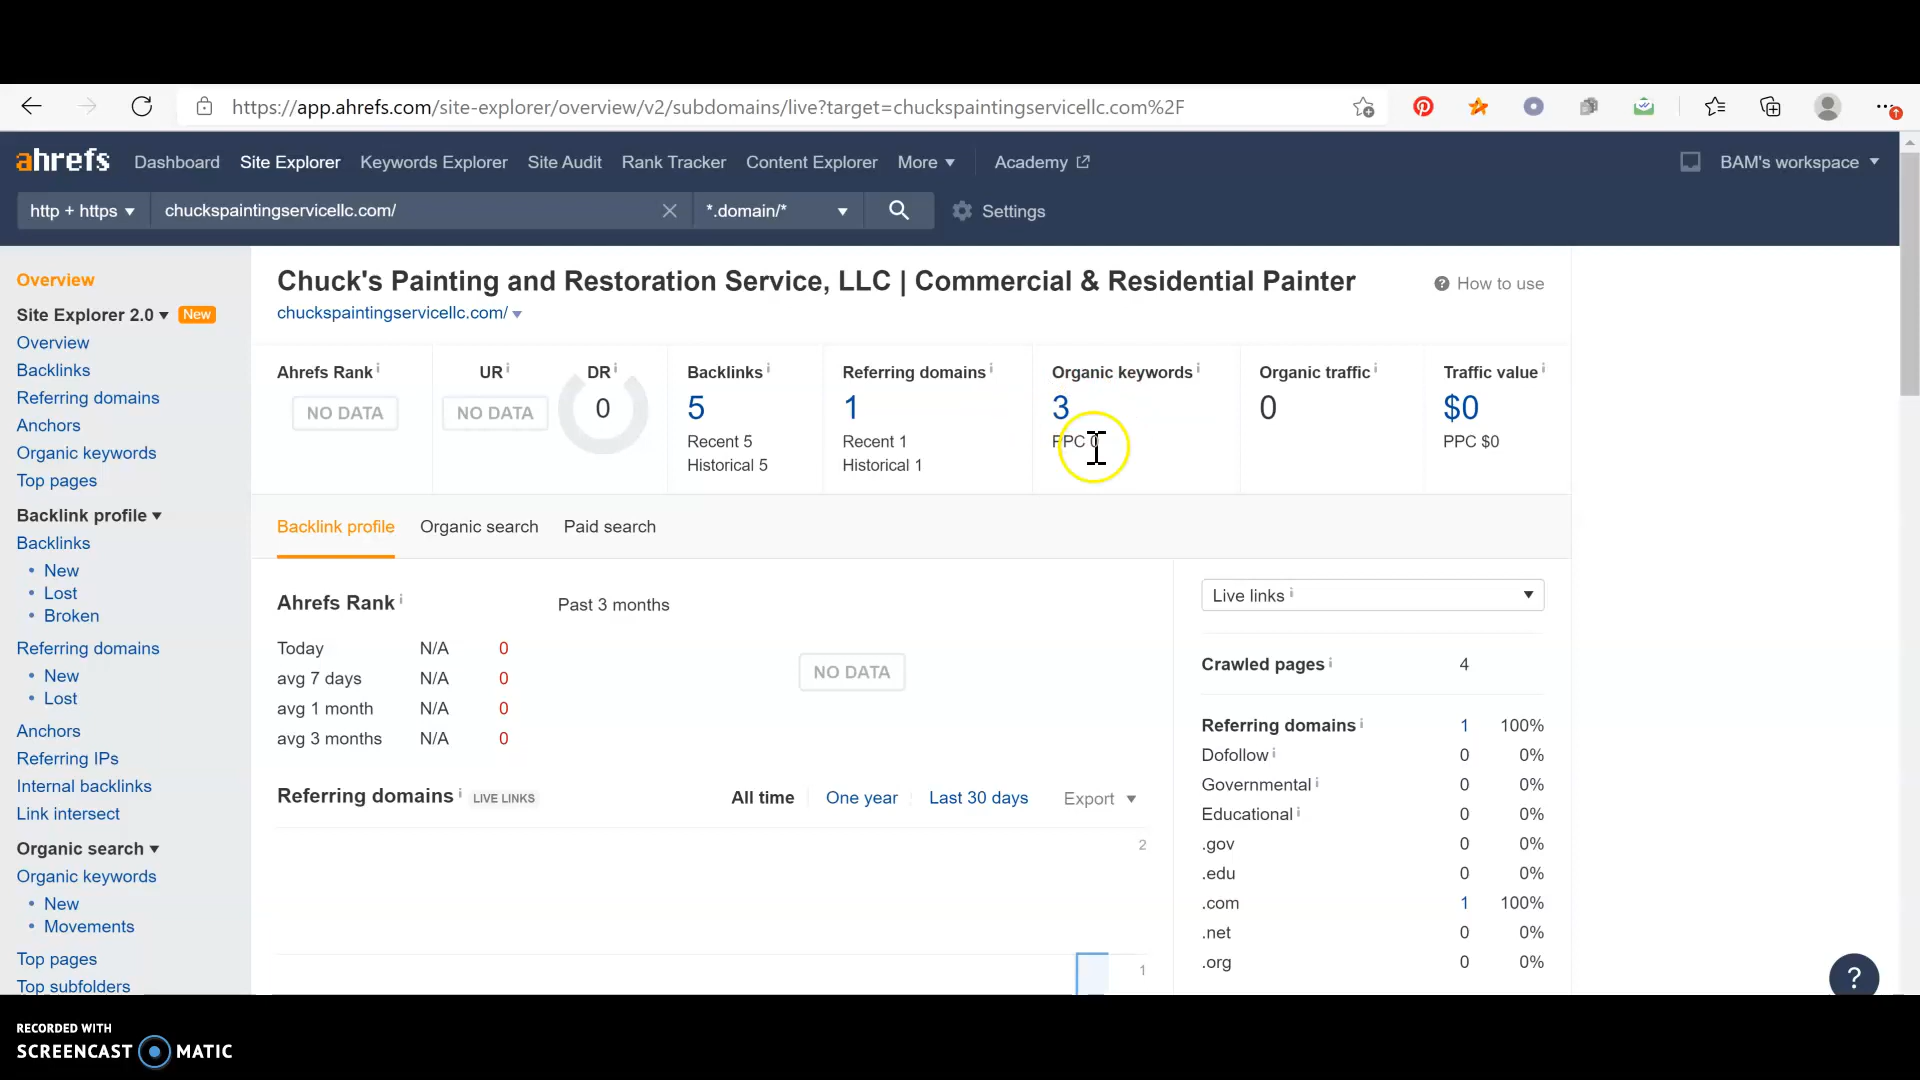 https://app.ahrefs.com/site-explorer/overview/v2/subdomains/live?target=chuckspaintingservicellc.com%2F
ahrefs Dashboard Site Explorer Keywords Explorer Site Audit Rank Tracker Content Explorer More Academy BAM's workspace
http + https chuckspaintingservicellc.com/ *.domain/* Settings
Overview
Site Explorer 2.0 New
Overview
Backlinks
Referring domains
Anchors
Organic keywords
Top pages
Backlink profile
Backlinks
• New
• Lost
• Broken
Referring domains
• New
• Lost
Anchors
Referring IPs
Internal backlinks
Link intersect
Organic search
Organic keywords
• New
• Movements
Top pages
Top subfolders
Chuck's Painting and Restoration Service, LLC | Commercial & Residential Painter
How to use
chuckspaintingservicellc.com/
Ahrefs Rank UR DR Backlinks Referring domains Organic keywords Organic traffic Traffic value
NO DATA NO DATA 0 5 1 3 0 $0
Recent 5 Recent 1 PPC 0 PPC $0
Historical 5 Historical 1
Backlink profile Organic search Paid search
Ahrefs Rank Past 3 months
Today N/A 0
avg 7 days N/A 0
avg 1 month N/A 0
avg 3 months N/A 0
NO DATA
Referring domains LIVE LINKS All time One year Last 30 days Export
2
1
Live links
Crawled pages 4
Referring domains 1 100%
Dofollow 0 0%
Governmental 0 0%
Educational 0 0%
.gov 0 0%
.edu 0 0%
.com 1 100%
.net 0 0%
.org 0 0%
?
RECORDED WITH
SCREENCAST MATIC